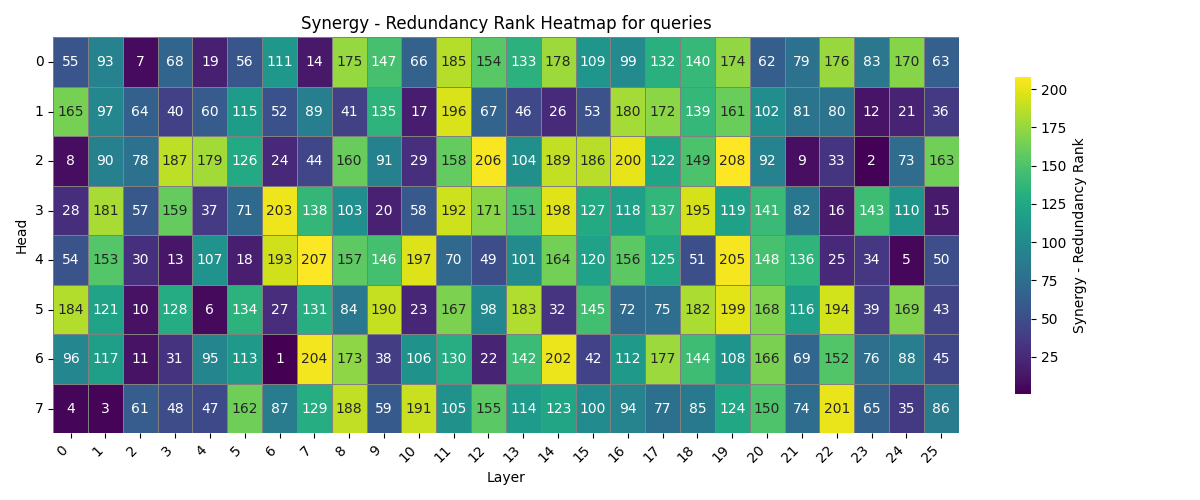 Synergy - Redundancy Rank Heatmap for queries
0 55 93 7 68 19 56 111 14 175 147 66 185 154 133 178 109 99 132 140 174 62 79 176 83 170 63
1 165 97 64 40 60 115 52 89 41 135 17 196 67 46 26 53 180 172 139 161 102 81 80 12 21 36
2 8 90 78 187 179 126 24 44 160 91 29 158 206 104 189 186 200 122 149 208 92 9 33 2 73 163
3 28 181 57 159 37 71 203 138 103 20 58 192 171 151 198 127 118 137 195 119 141 82 16 143 110 15
4 54 153 30 13 107 18 193 207 157 146 197 70 49 101 164 120 156 125 51 205 148 136 25 34 5 50
5 184 121 10 128 6 134 27 131 84 190 23 167 98 183 32 145 72 75 182 199 168 116 194 39 169 43
6 96 117 11 31 95 113 1 204 173 38 106 130 22 142 202 42 112 177 144 108 166 69 152 76 88 45
7 4 3 61 48 47 162 87 129 188 59 191 105 155 114 123 100 94 77 85 124 150 74 201 65 35 86
0 1 2 3 4 5 6 7 8 9 10 11 12 13 14 15 16 17 18 19 20 21 22 23 24 25
Layer
Head
200
175
150
125
100
75
50
25
Synergy - Redundancy Rank